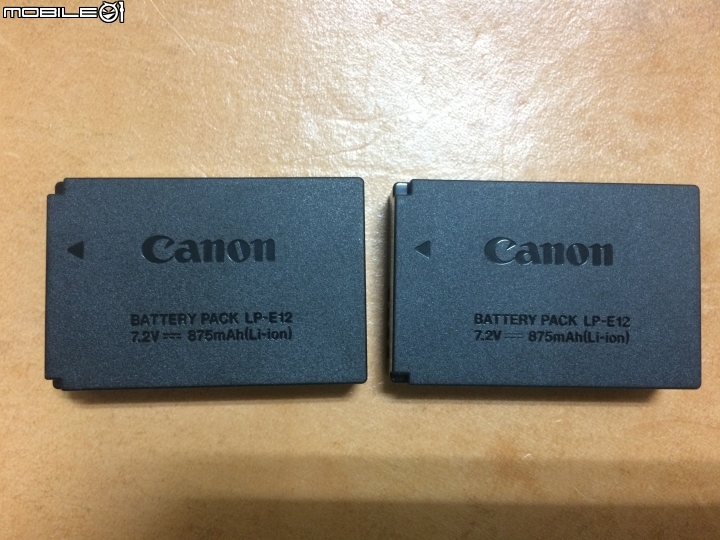 MOBILE01
Canon
BATTERY PACK LP-E12
7.2V⎓ 875mAh(Li-ion)
Canon
BATTERY PACK LP-E12
7.2V⎓ 875mAh(Li-ion)